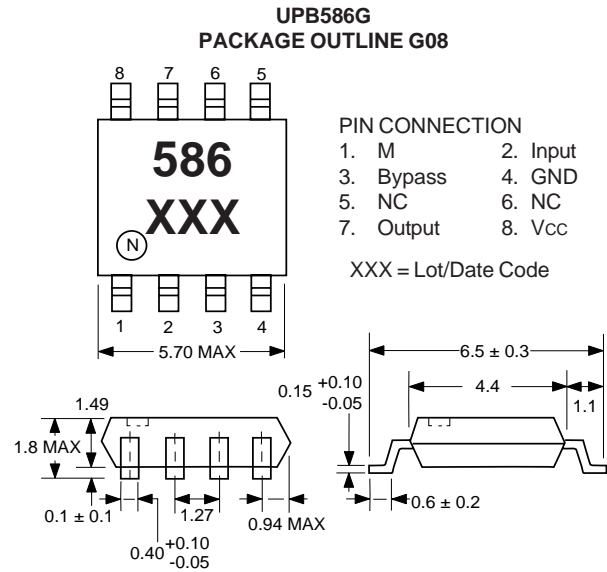 UPB586G
PACKAGE OUTLINE G08
8 7 6 5
586
XXX
N
1 2 3 4
5.70 MAX
PIN CONNECTION
1. M 2. Input
3. Bypass 4. GND
5. NC 6. NC
7. Output 8. VCC
XXX = Lot/Date Code
1.49
1.8 MAX
0.1 ± 0.1
1.27
0.94 MAX
0.40 +0.10
-0.05
6.5 ± 0.3
0.15 +0.10
-0.05
4.4
1.1
0.6 ± 0.2